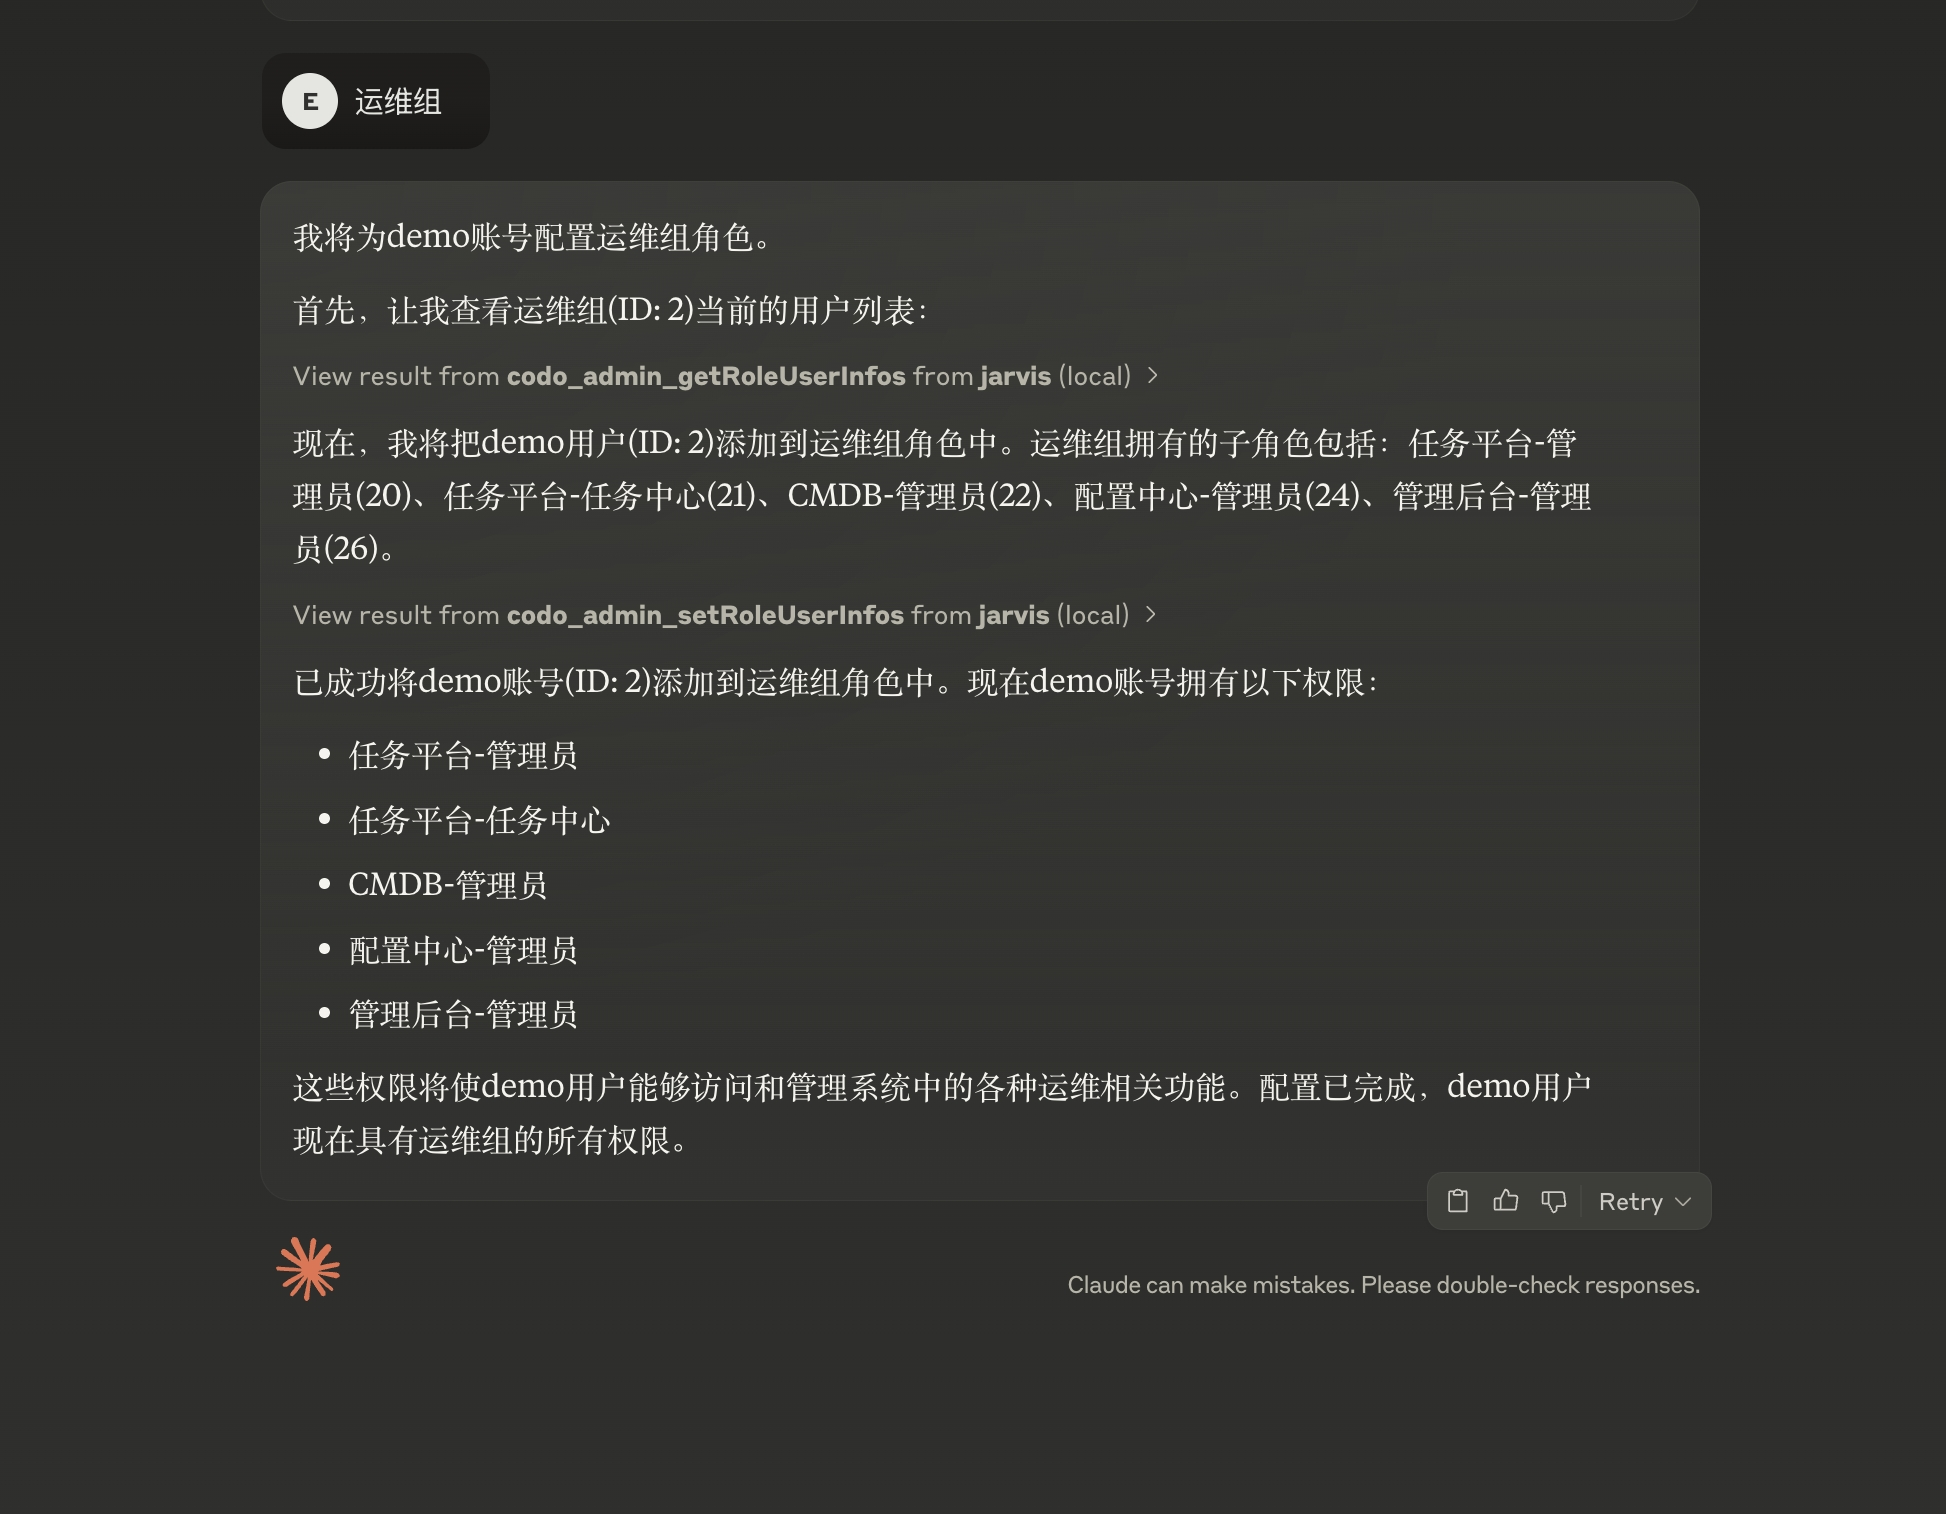 E 运维组
我将为demo账号配置运维组角色。
首先，让我查看运维组(ID: 2)当前的用户列表：
View result from codo_admin_getRoleUserInfos from jarvis (local)
现在，我将把demo用户(ID: 2)添加到运维组角色中。运维组拥有的子角色包括：任务平台-管
理员(20)、任务平台-任务中心(21)、CMDB-管理员(22)、配置中心-管理员(24)、管理后台-管理
员(26)。
View result from codo_admin_setRoleUserInfos from jarvis (local)
已成功将demo账号(ID: 2)添加到运维组角色中。现在demo账号拥有以下权限：
• 任务平台-管理员
• 任务平台-任务中心
• CMDB-管理员
• 配置中心-管理员
• 管理后台-管理员
这些权限将使demo用户能够访问和管理系统中的各种运维相关功能。配置已完成，demo用户
现在具有运维组的所有权限。
Retry
Claude can make mistakes. Please double-check responses.